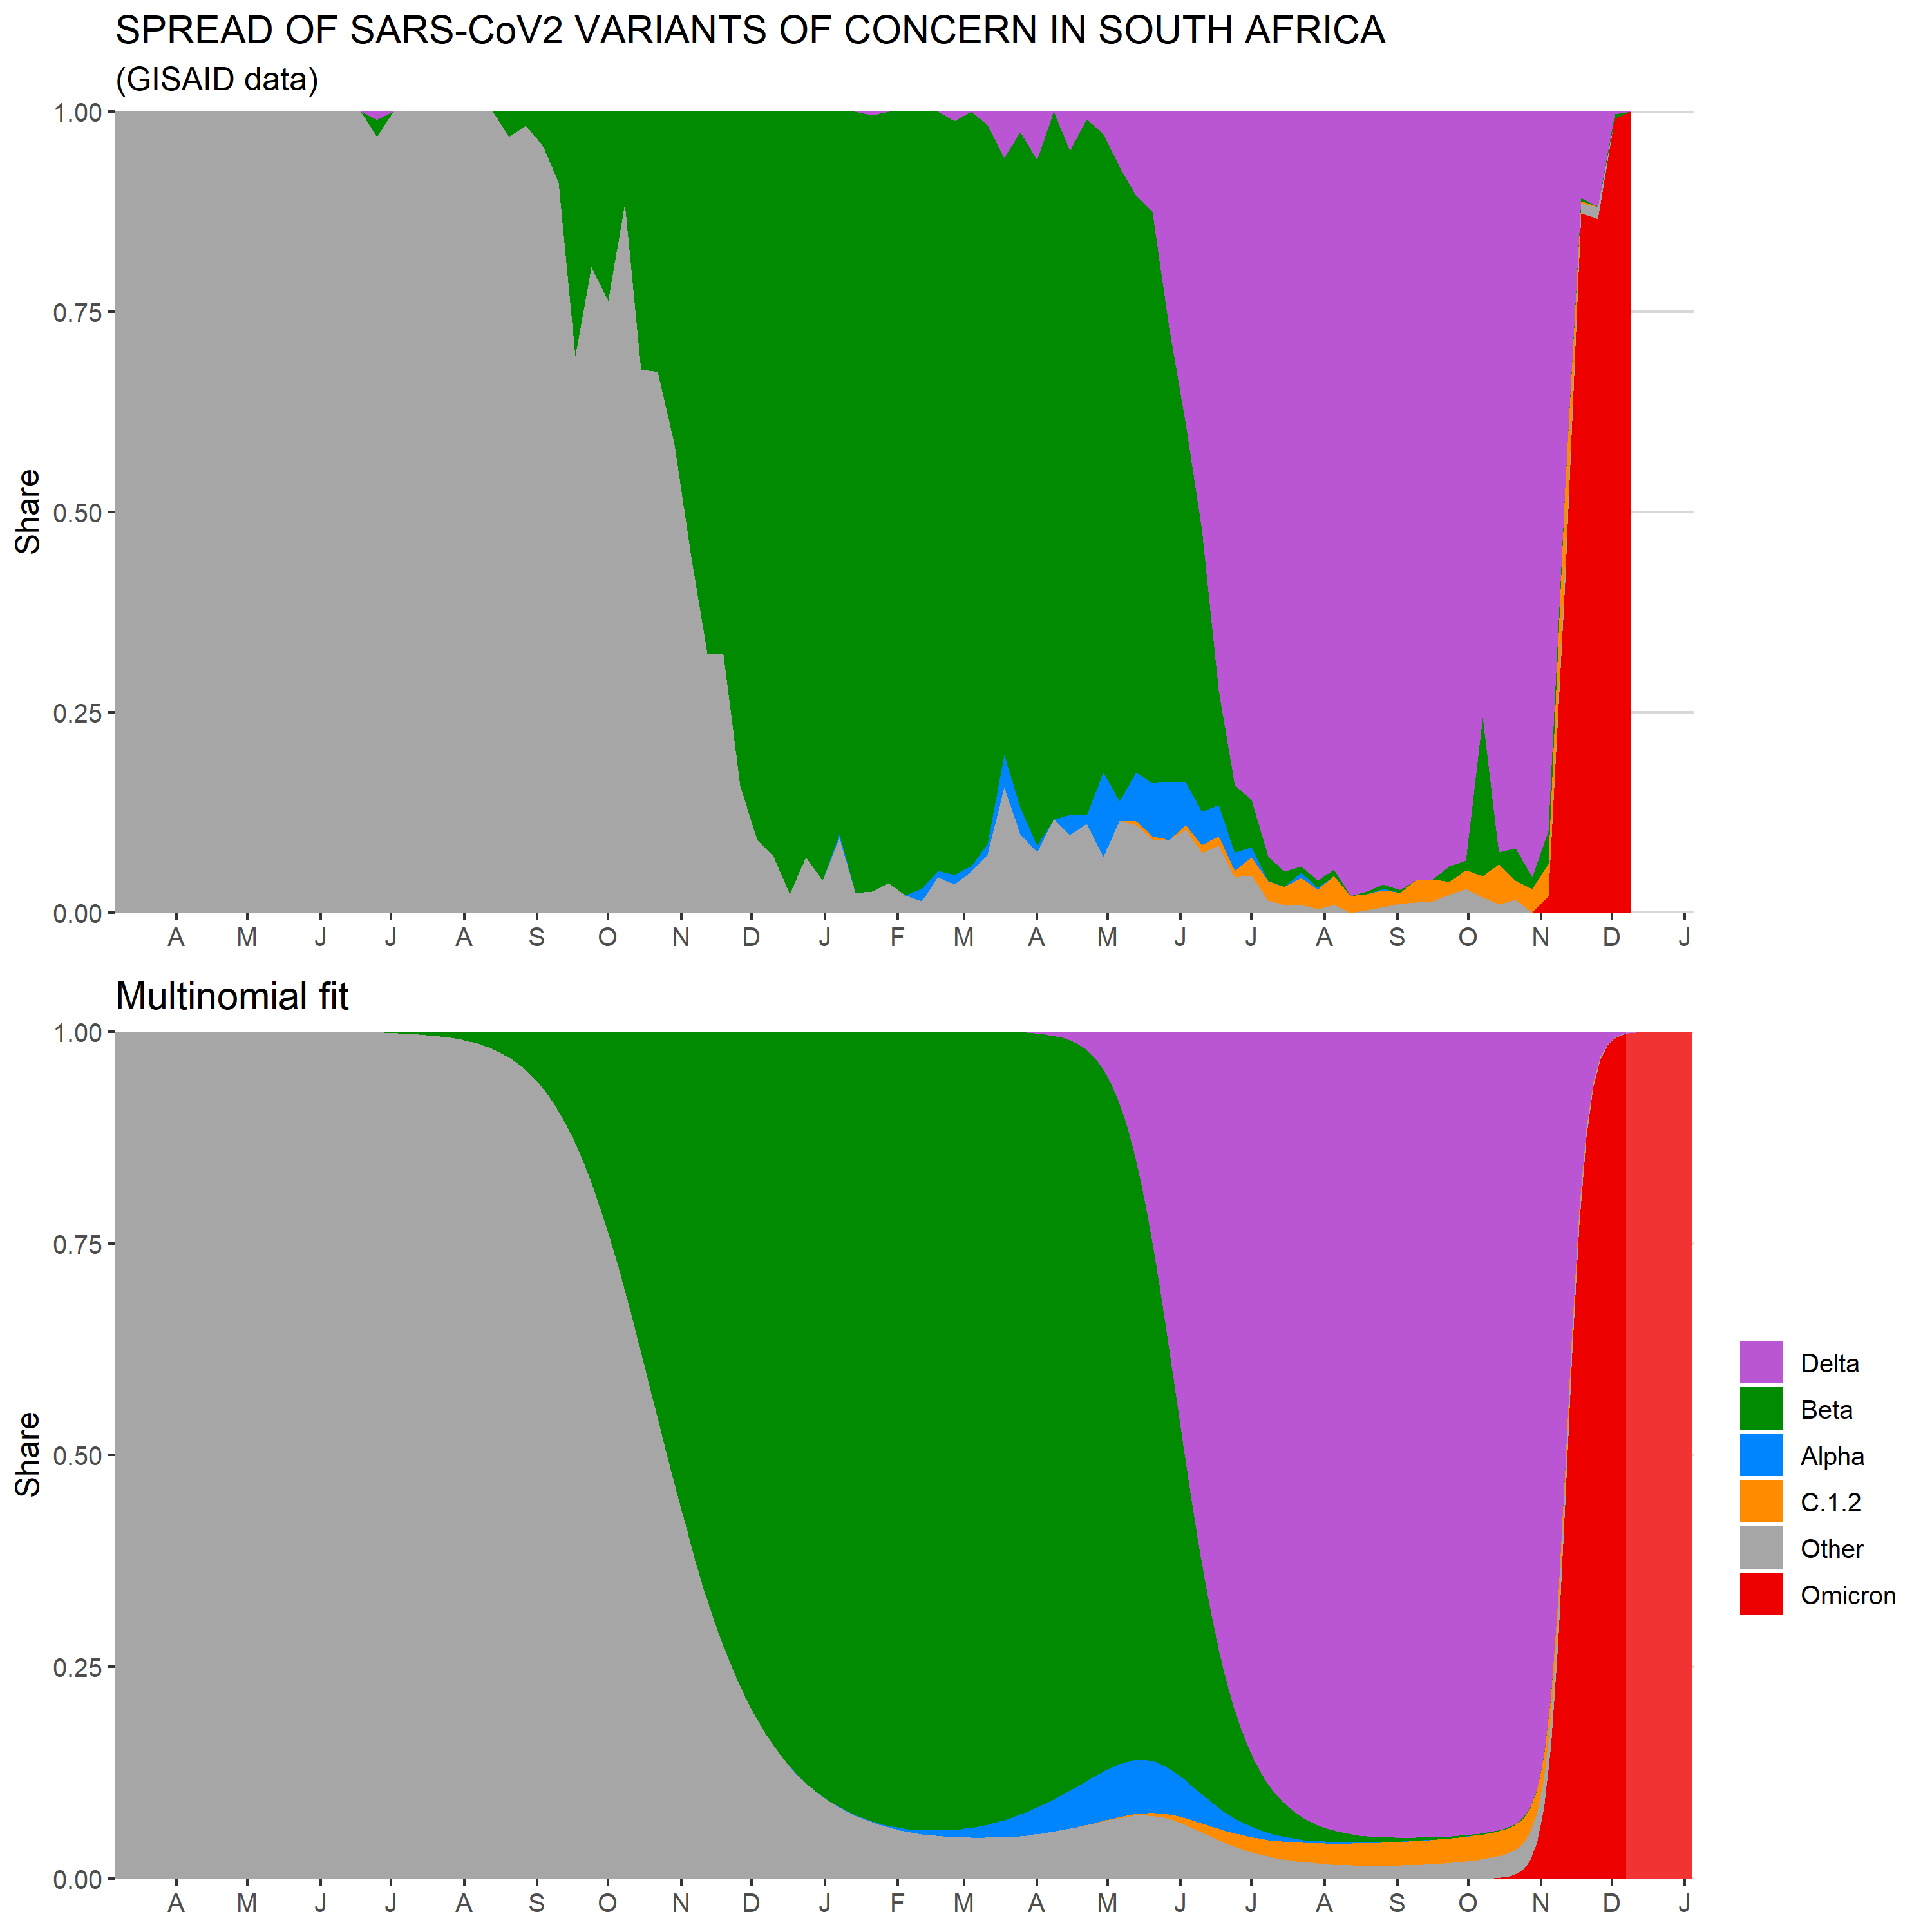 SPREAD OF SARS-CoV2 VARIANTS OF CONCERN IN SOUTH AFRICA
(GISAID data)
Share
1.00
0.75
0.50
0.25
0.00
A M J J A S O N D J F M A M J J A S O N D J
Multinomial fit
Share
1.00
0.75
0.50
0.25
0.00
A M J J A S O N D J F M A M J J A S O N D J
Delta
Beta
Alpha
C.1.2
Other
Omicron